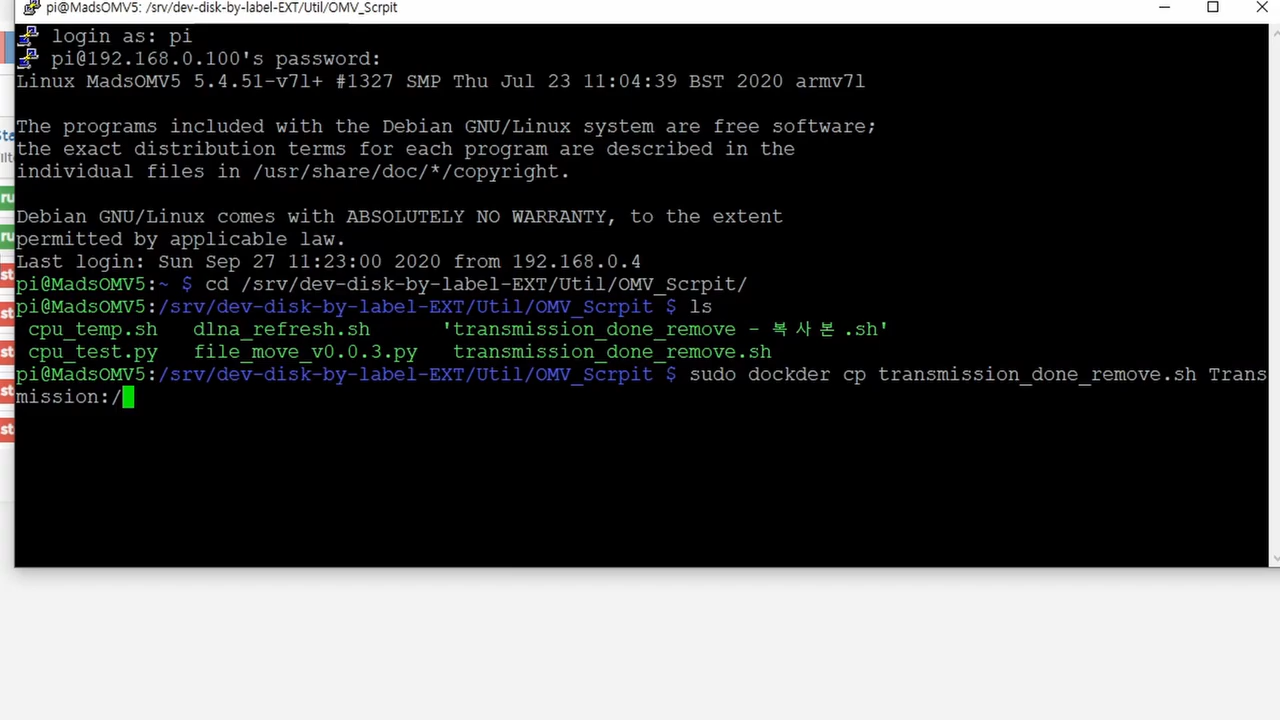 pi@MadsOMV5: /srv/dev-disk-by-label-EXT/Util/OMV_Scrpit
login as: pi
pi@192.168.0.100's password:
Linux MadsOMV5 5.4.51-v7l+ #1327 SMP Thu Jul 23 11:04:39 BST 2020 armv7l
The programs included with the Debian GNU/Linux system are free software;
the exact distribution terms for each program are described in the
individual files in /usr/share/doc/*/copyright.
Debian GNU/Linux comes with ABSOLUTELY NO WARRANTY, to the extent
permitted by applicable law.
Last login: Sun Sep 27 11:23:00 2020 from 192.168.0.4
pi@MadsOMV5:~ $ cd /srv/dev-disk-by-label-EXT/Util/OMV_Scrpit/
pi@MadsOMV5:/srv/dev-disk-by-label-EXT/Util/OMV_Scrpit $ ls
cpu_temp.sh dlna_refresh.sh 'transmission_done_remove - 복사본.sh'
cpu_test.py file_move_v0.0.3.py transmission_done_remove.sh
pi@MadsOMV5:/srv/dev-disk-by-label-EXT/Util/OMV_Scrpit $ sudo dockder cp transmission_done_remove.sh Trans
mission:/